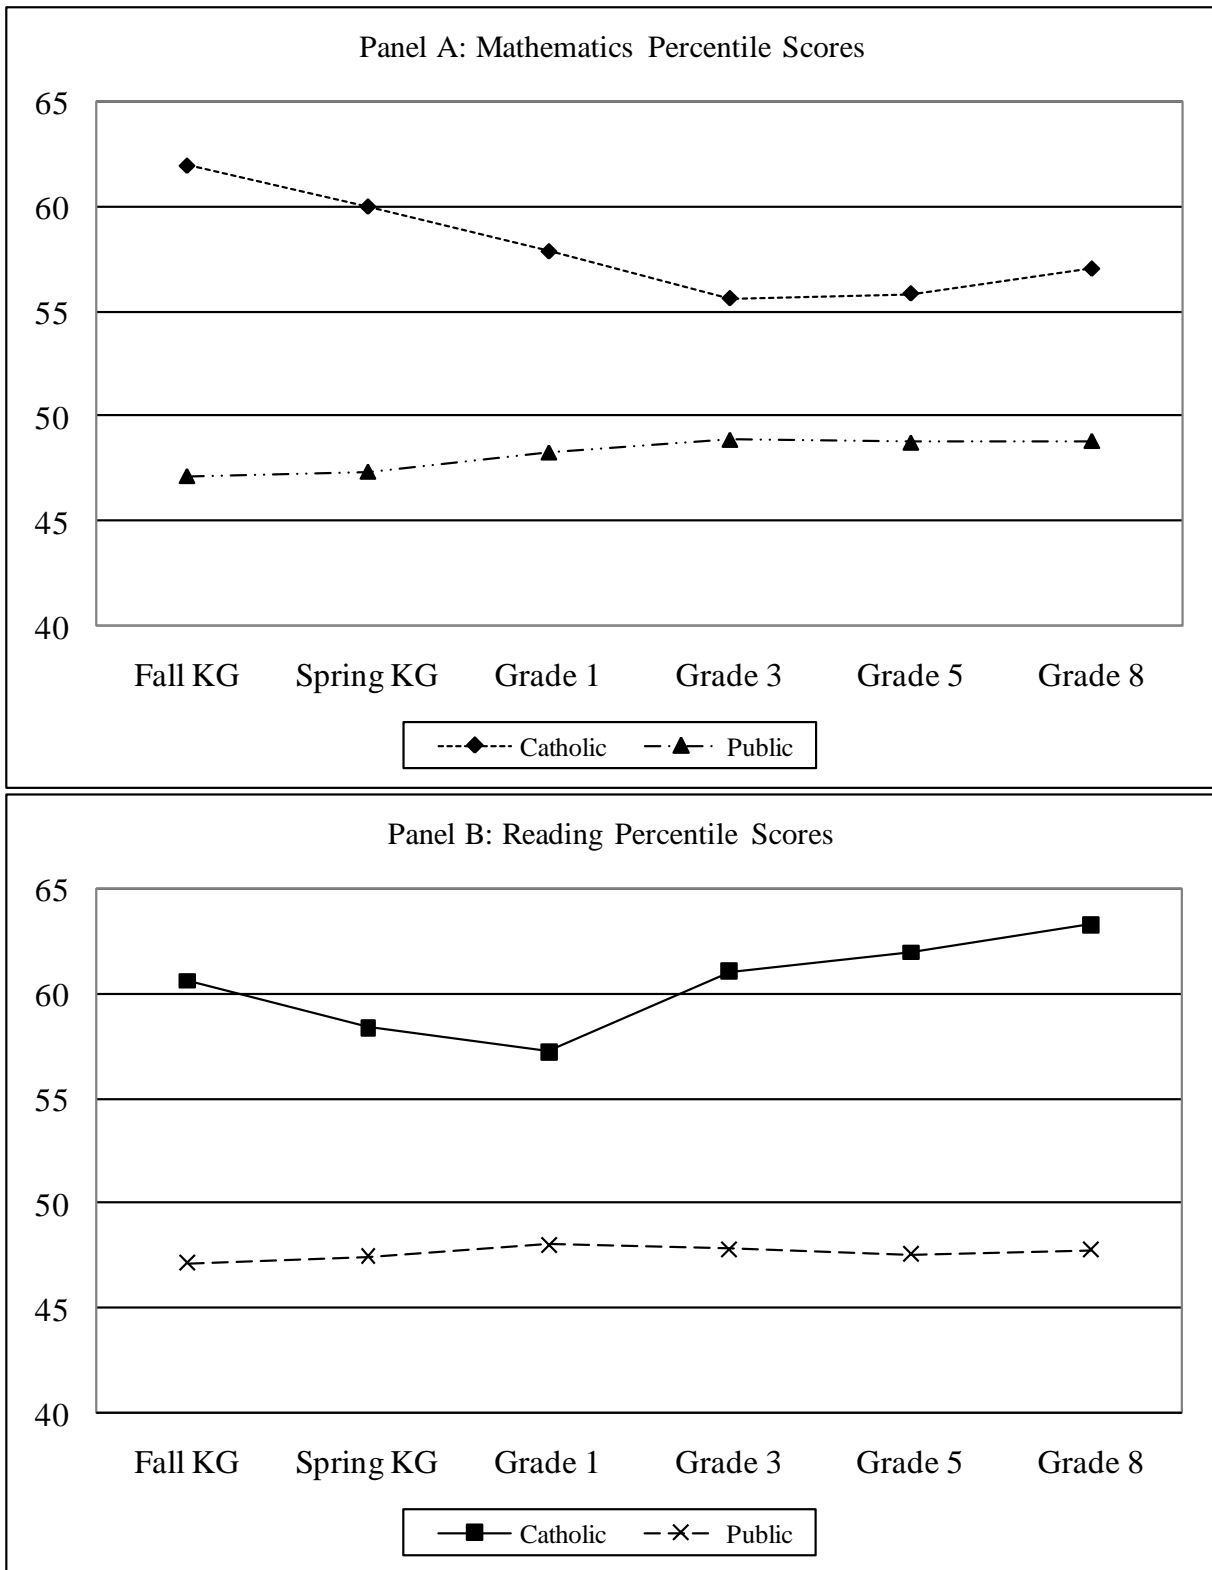 Panel A: Mathematics Percentile Scores
65
60
55
50
45
40
Fall KG Spring KG Grade 1 Grade 3 Grade 5 Grade 8
Catholic Public
Panel B: Reading Percentile Scores
65
60
55
50
45
40
Fall KG Spring KG Grade 1 Grade 3 Grade 5 Grade 8
Catholic Public